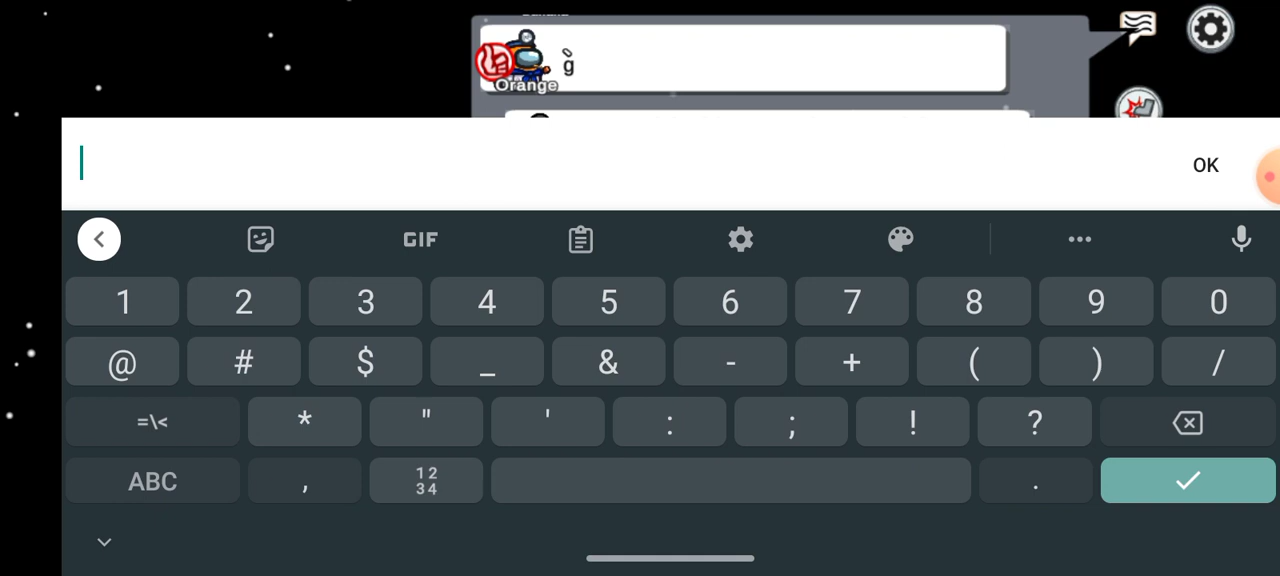 g̀
Orange
OK
GIF
1 2 3 4 5 6 7 8 9 0
@ # $ _ & - + ( ) /
=\< * " ' : ; ! ?
ABC , 12 34 .